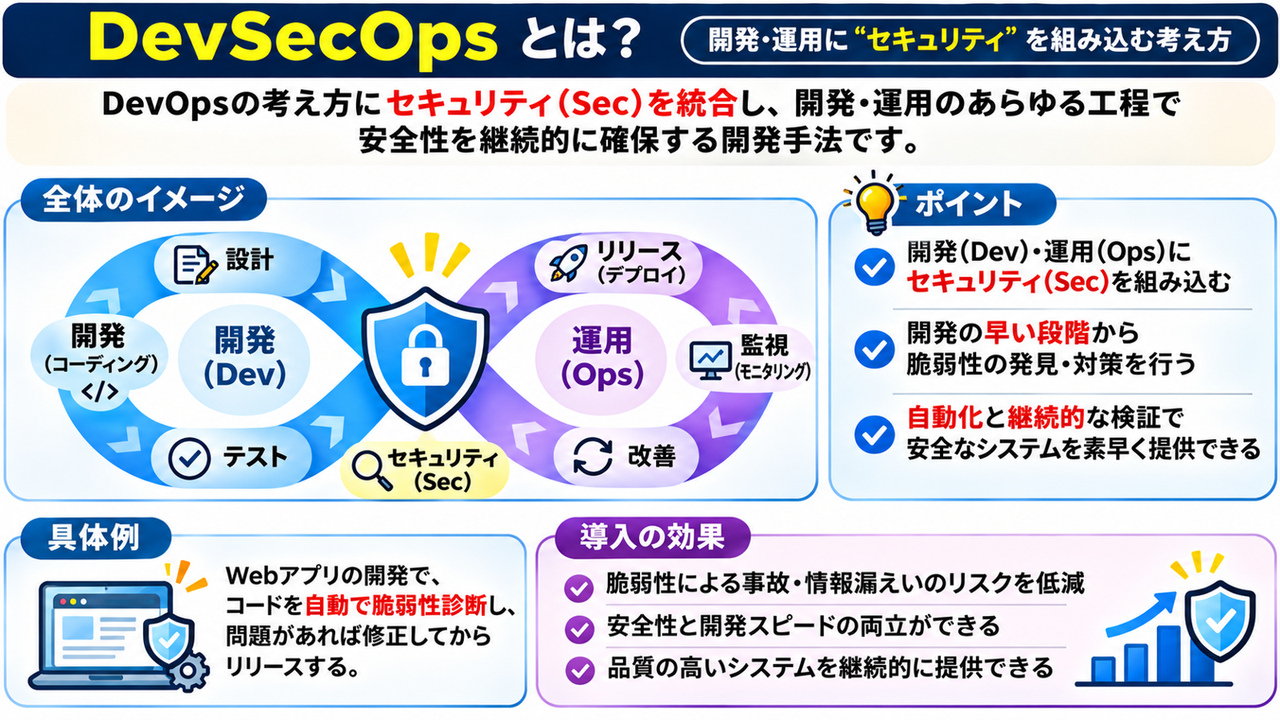 DevSecOps とは？
開発・運用に“セキュリティ”を組み込む考え方
DevOpsの考え方にセキュリティ（Sec）を統合し、開発・運用のあらゆる工程で
安全性を継続的に確保する開発手法です。
全体のイメージ
設計
開発
（コーディング）
</>
開発
（Dev）
テスト
セキュリティ
（Sec）
リリース
（デプロイ）
運用
（Ops）
監視
（モニタリング）
改善
ポイント
開発（Dev）・運用（Ops）に
セキュリティ（Sec）を組み込む
開発の早い段階から
脆弱性の発見・対策を行う
自動化と継続的な検証で
安全なシステムを素早く提供できる
具体例
Webアプリの開発で、
コードを自動で脆弱性診断し、
問題があれば修正してから
リリースする。
導入の効果
脆弱性による事故・情報漏えいのリスクを低減
安全性と開発スピードの両立ができる
品質の高いシステムを継続的に提供できる